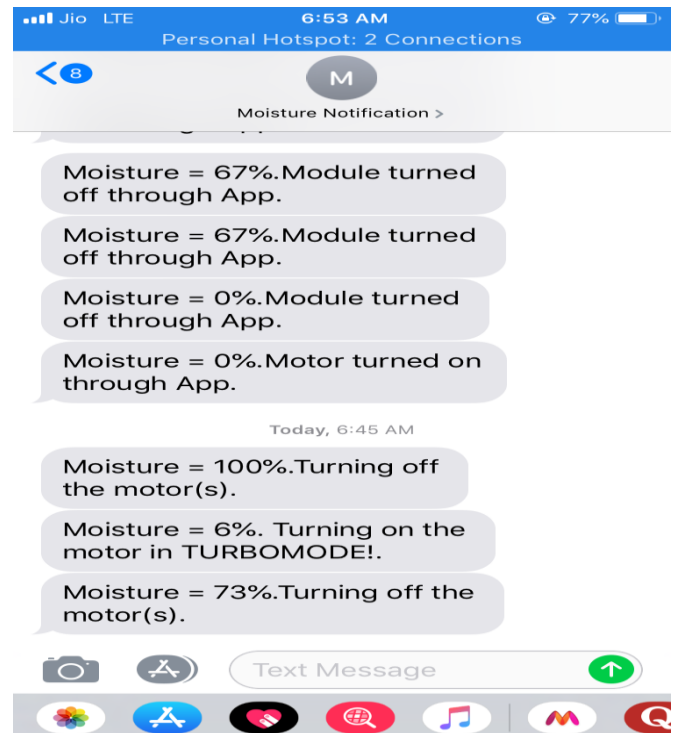 Jio LTE 6:53 AM 77%
Personal Hotspot: 2 Connections
8
M
Moisture Notification >
Moisture = 67%.Module turned
off through App.
Moisture = 67%.Module turned
off through App.
Moisture = 0%.Module turned
off through App.
Moisture = 0%.Motor turned on
through App.
Today, 6:45 AM
Moisture = 100%.Turning off
the motor(s).
Moisture = 6%. Turning on the
motor in TURBOMODE!.
Moisture = 73%.Turning off the
motor(s).
Text Message